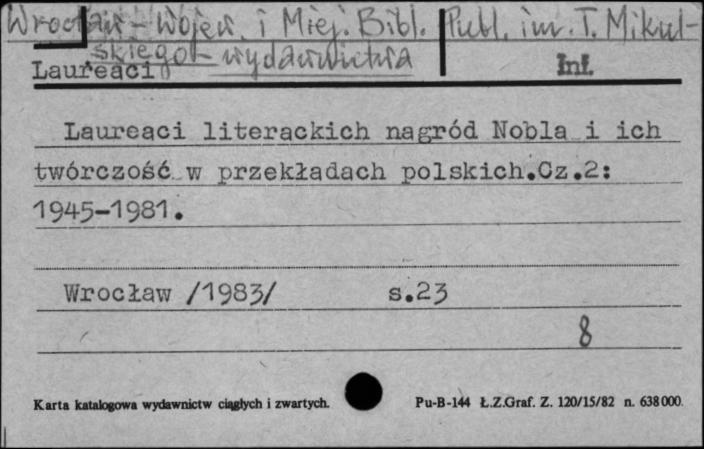 Wrocław - Wojew. i Miej. Bibl. Publ. im. T. Mikul-
skiego - wydawnictwa
Laureaci
Inf.
Laureaci literackich nagród Nobla i ich
twórczość w przekładach polskich.Cz.2:
1945-1981.
Wrocław /1983/ s.23
8
Karta katalogowa wydawnictw ciągłych i zwartych. Pu-B-144 Ł.Z.Graf. Z. 120/15/82 n. 638000.